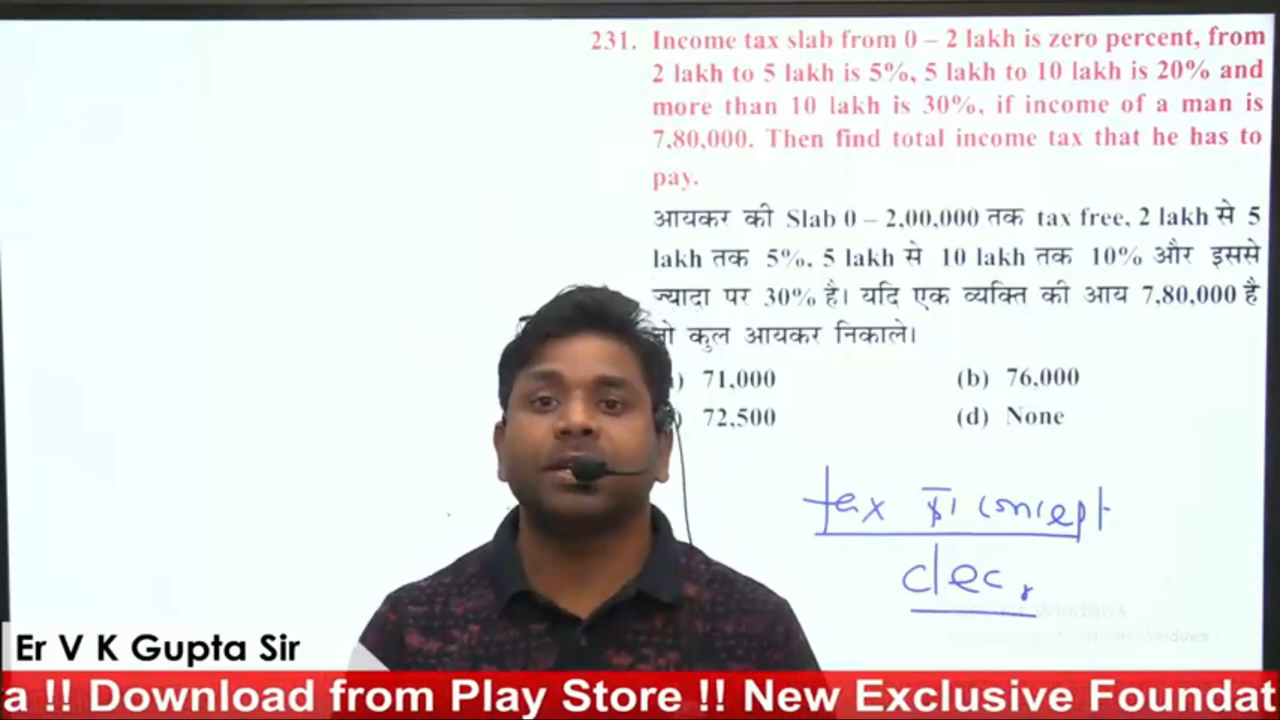 231. Income tax slab from 0 – 2 lakh is zero percent, from
2 lakh to 5 lakh is 5%, 5 lakh to 10 lakh is 20% and
more than 10 lakh is 30%, if income of a man is
7,80,000. Then find total income tax that he has to
pay.
आयकर की Slab 0 – 2,00,000 तक tax free, 2 lakh से 5
lakh तक 5%, 5 lakh से 10 lakh तक 10% और इससे
ज्यादा पर 30% है। यदि एक व्यक्ति की आय 7,80,000 है
कुल आयकर निकाले।
) 71,000 (b) 76,000
) 72,500 (d) None
tax concept
Er V K Gupta Sir
a !! Download from Play Store !! New Exclusive Foundat